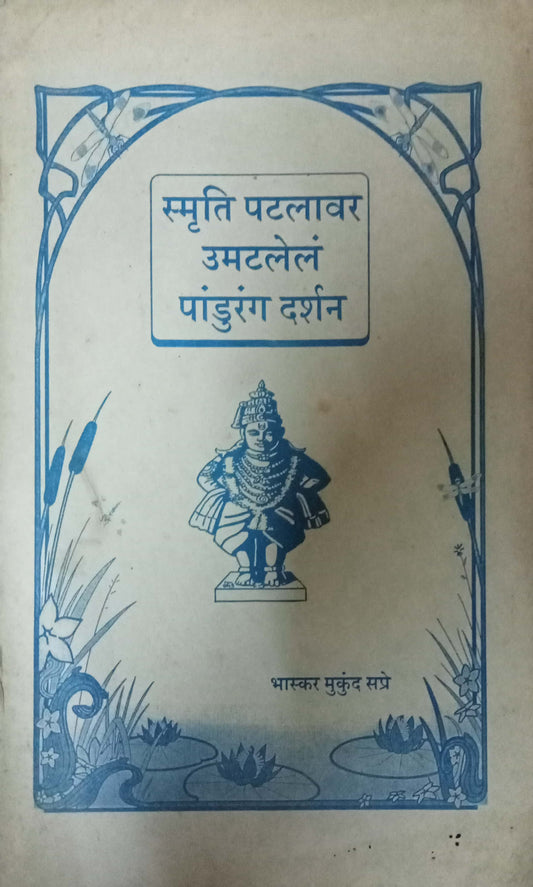 स्मृति पटलावर
उमटलेलं
पांडुरंग दर्शन
भास्कर मुकुंद सप्रे